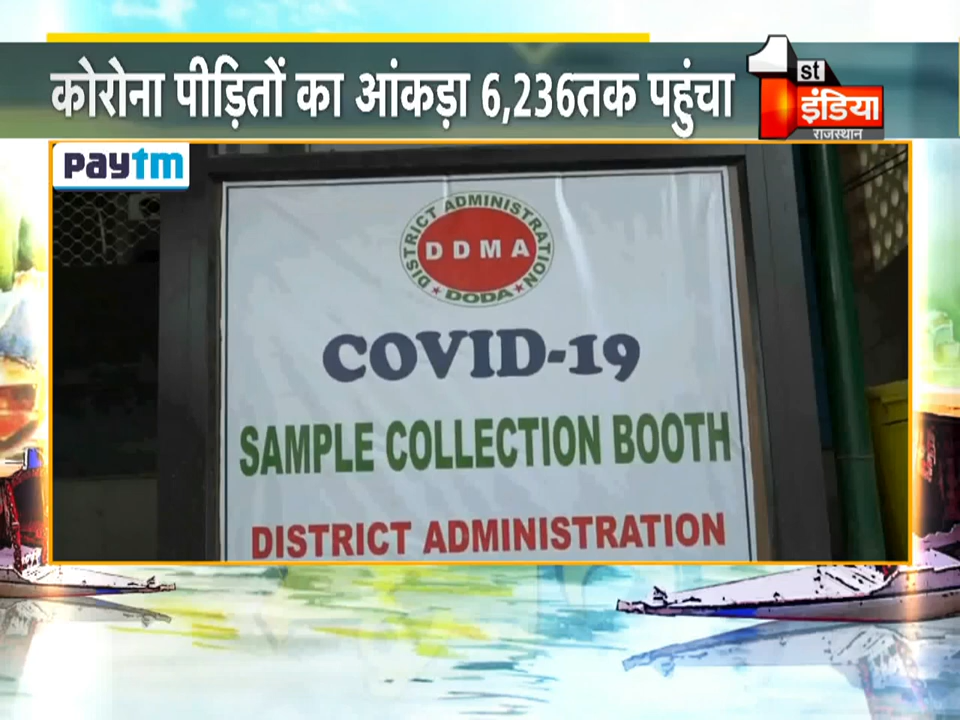 कोरोना पीड़ितों का आंकड़ा 6,236तक पहुंचा
1st
इंडिया
राजस्थान
paytm
DISTRICT ADMINISTRATION
DDMA
DODA
COVID-19
SAMPLE COLLECTION BOOTH
DISTRICT ADMINISTRATION